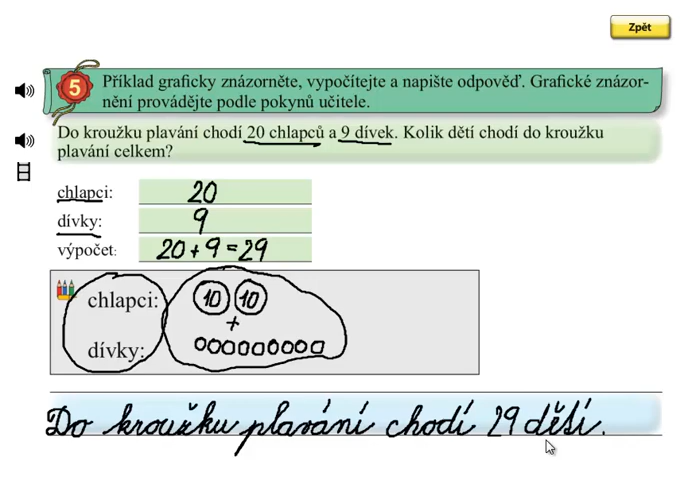 Zpět
5 Příklad graficky znázorněte, vypočítejte a napište odpověď. Grafické znázor-
nění provádějte podle pokynů učitele.
Do kroužku plavání chodí 20 chlapců a 9 dívek. Kolik dětí chodí do kroužku
plavání celkem?
chlapci: 20
dívky: 9
výpočet: 20 + 9 = 29
chlapci: 10 10
+
dívky:
Do kroužku plavání chodí 29 dětí.